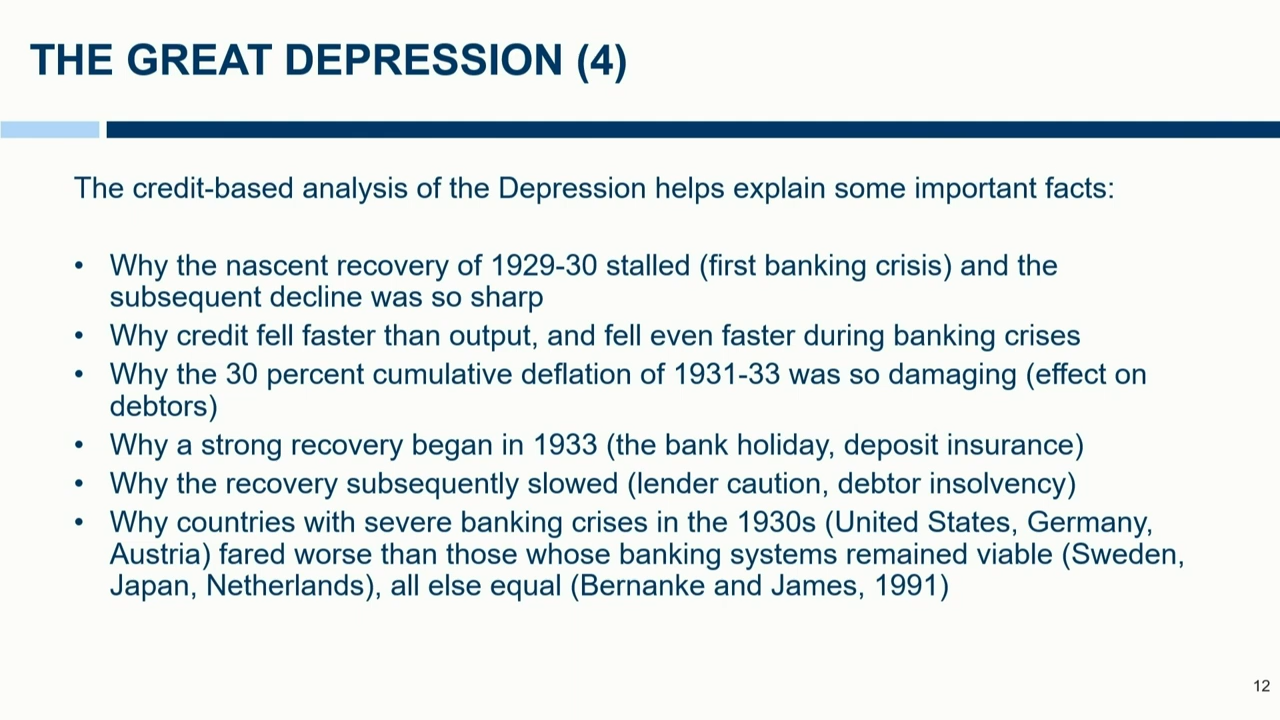 THE GREAT DEPRESSION (4)
The credit-based analysis of the Depression helps explain some important facts:
• Why the nascent recovery of 1929-30 stalled (first banking crisis) and the
subsequent decline was so sharp
• Why credit fell faster than output, and fell even faster during banking crises
• Why the 30 percent cumulative deflation of 1931-33 was so damaging (effect on
debtors)
• Why a strong recovery began in 1933 (the bank holiday, deposit insurance)
• Why the recovery subsequently slowed (lender caution, debtor insolvency)
• Why countries with severe banking crises in the 1930s (United States, Germany,
Austria) fared worse than those whose banking systems remained viable (Sweden,
Japan, Netherlands), all else equal (Bernanke and James, 1991)
12